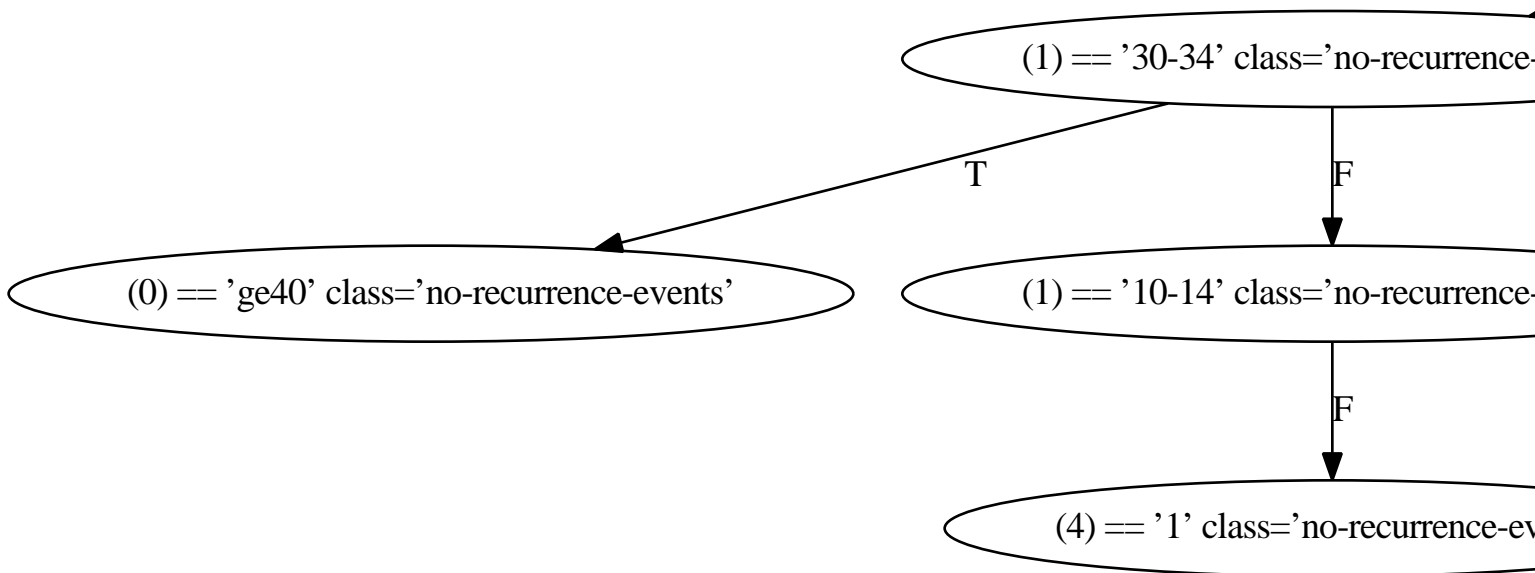 (1) == ’30-34’ class=’no-recurrence-
T
F
(0) == ’ge40’ class=’no-recurrence-events’
(1) == ’10-14’ class=’no-recurrence-
F
(4) == ’1’ class=’no-recurrence-ev